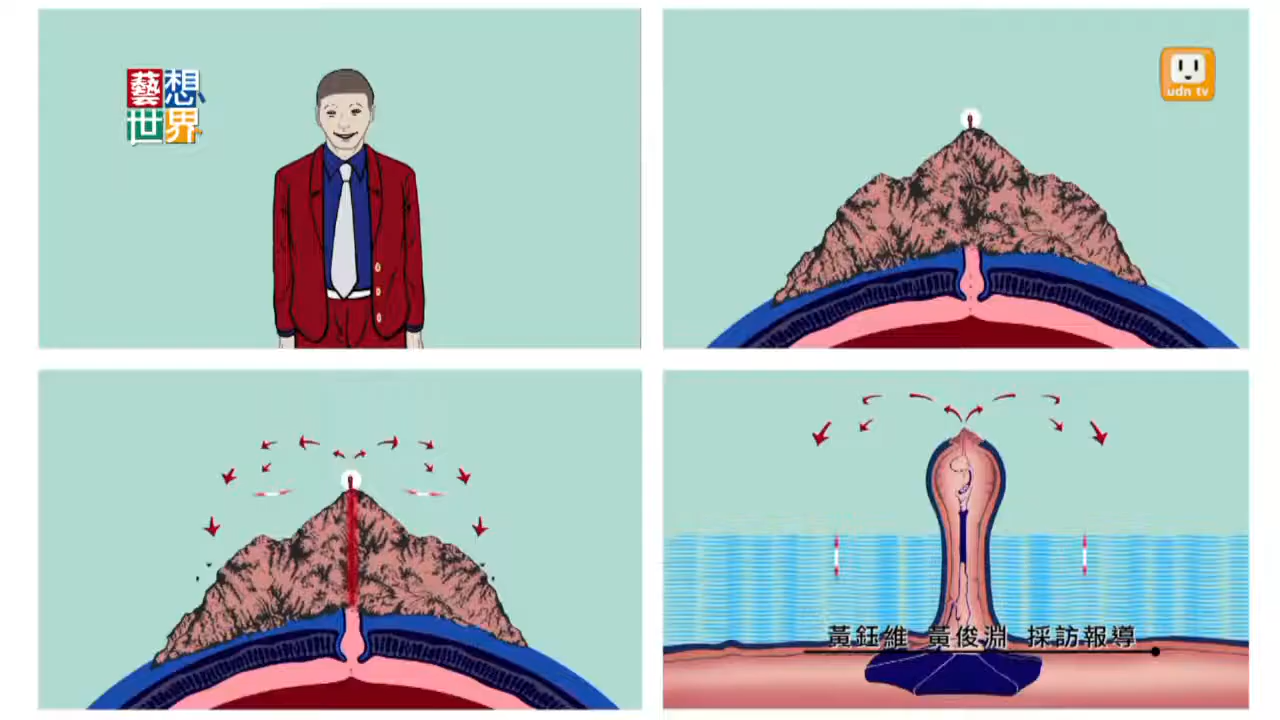 藝想
世界
udn tv
黃鈺維 黃俊淵 採訪報導